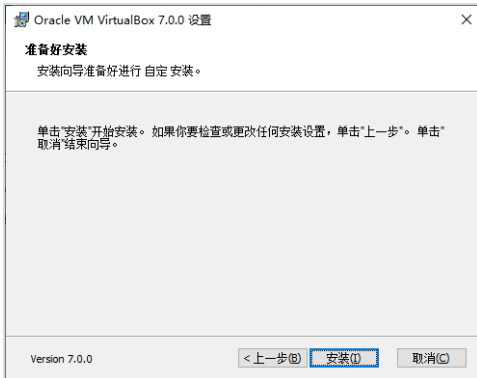 Oracle VM VirtualBox 7.0.0 设置
准备好安装
安装向导准备好进行 自定 安装。
单击"安装"开始安装。 如果你要检查或更改任何安装设置，单击"上一步"。 单击"
取消"结束向导。
Version 7.0.0
< 上一步(B)
安装(I)
取消(C)